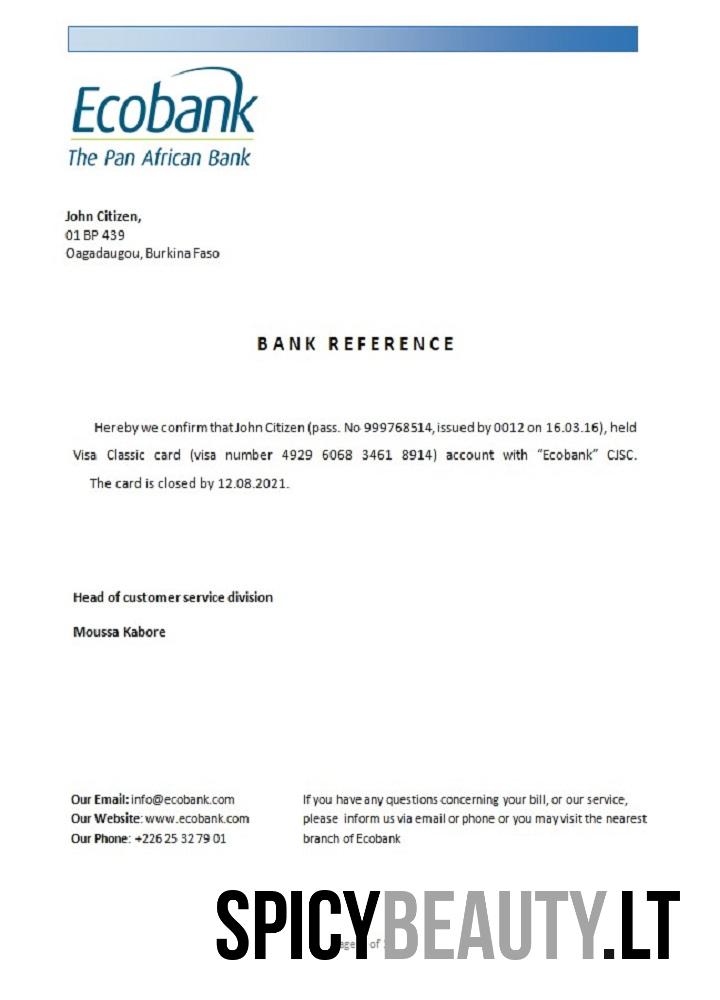 Ecobank
The Pan African Bank
John Citizen,
01 BP 439
Oagadaugou, Burkina Faso
BANK REFERENCE
Hereby we confirm that John Citizen (pass. No 999768514, issued by 0012 on 16.03.16), held
Visa Classic card (visa number 4929 6068 3461 8914) account with “Ecobank” CJSC.
The card is closed by 12.08.2021.
Head of customer service division
Moussa Kabore
Our Email: info@ecobank.com
Our Website: www.ecobank.com
Our Phone: +226 25 32 79 01
If you have any questions concerning your bill, or our service,
please inform us via email or phone or you may visit the nearest
branch of Ecobank
SPICYBEAUTY.LT
of